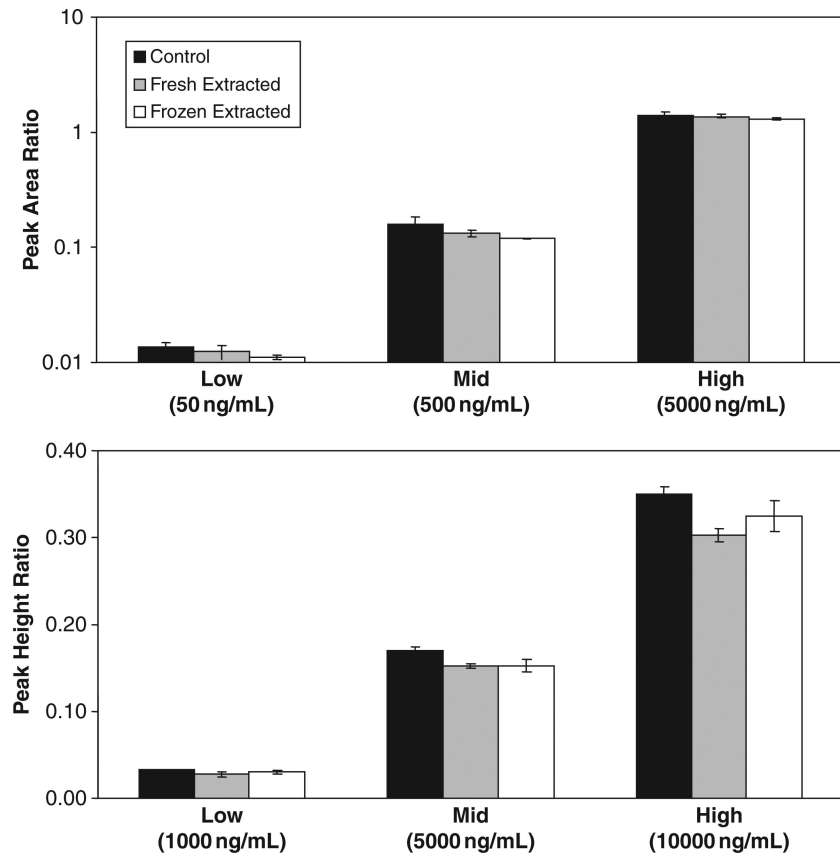 10
Control
Fresh Extracted
Frozen Extracted
1
Peak Area Ratio
0.1
0.01
Low
(50 ng/mL)
Mid
(500 ng/mL)
High
(5000 ng/mL)
0.40
0.30
Peak Height Ratio
0.20
0.10
0.00
Low
(1000 ng/mL)
Mid
(5000 ng/mL)
High
(10000 ng/mL)